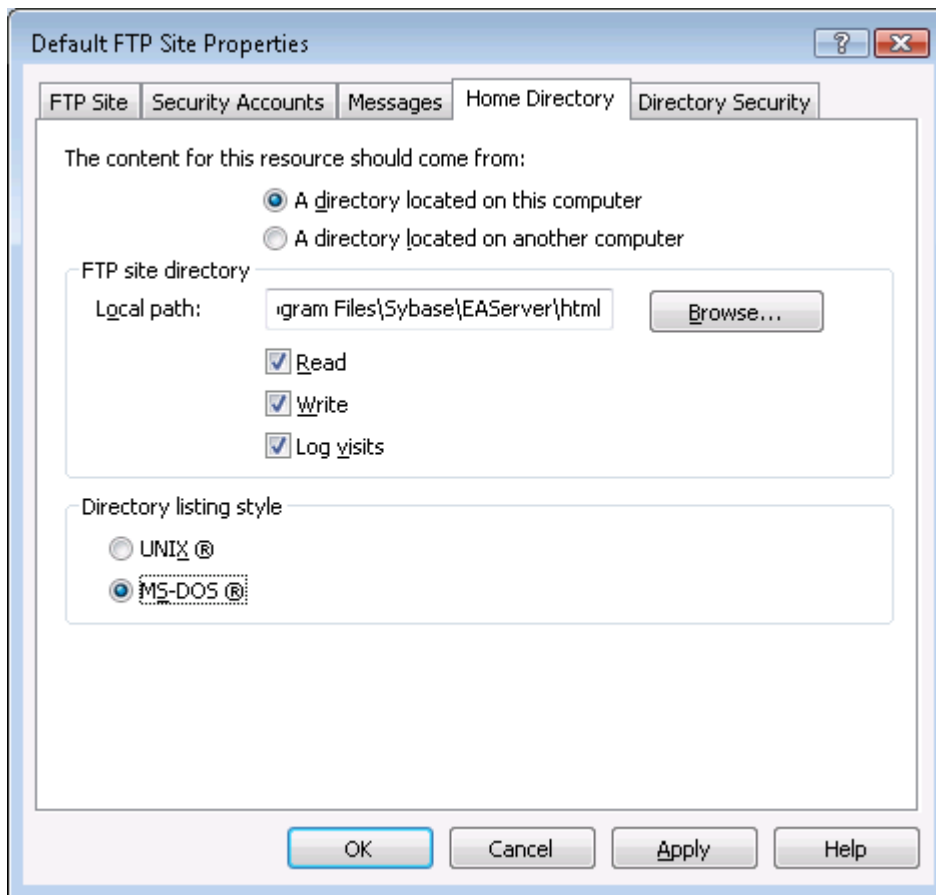 Default FTP Site Properties
?
FTP Site Security Accounts Messages Home Directory Directory Security
The content for this resource should come from:
A directory located on this computer
A directory located on another computer
FTP site directory
Local path: \Sybase\EAServer\html Browse...
Read
Write
Log visits
Directory listing style
UNIX ®
MS-DOS ®
OK Cancel Apply Help